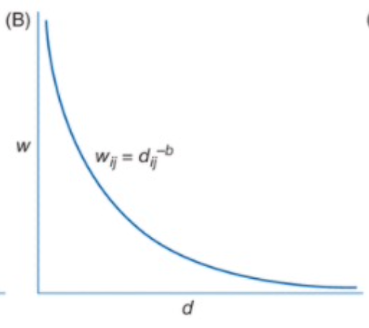 (B)
w
w_ij = d_ij^–b
d